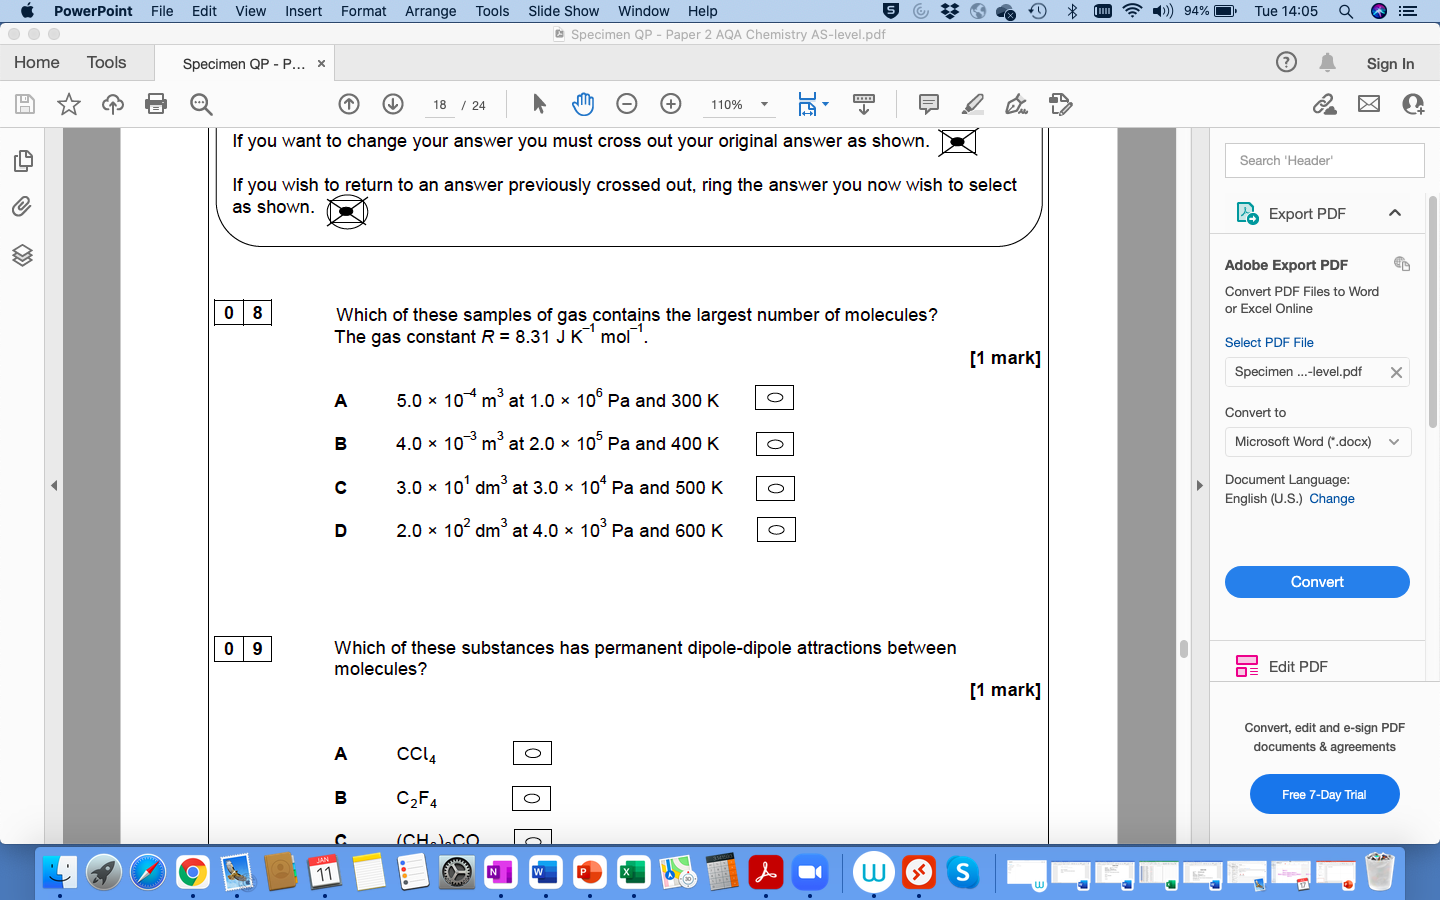 PowerPoint File Edit View Insert Format Arrange Tools Slide Show Window Help 94% Tue 14:05
Specimen QP - Paper 2 AQA Chemistry AS-level.pdf
Home Tools Specimen QP - P... × Sign In
18 / 24 110%
If you want to change your answer you must cross out your original answer as shown.
If you wish to return to an answer previously crossed out, ring the answer you now wish to select
as shown.
0 8 Which of these samples of gas contains the largest number of molecules?
The gas constant R = 8.31 J K⁻¹ mol⁻¹.
[1 mark]
A 5.0 × 10⁻⁴ m³ at 1.0 × 10⁶ Pa and 300 K
B 4.0 × 10⁻³ m³ at 2.0 × 10⁵ Pa and 400 K
C 3.0 × 10¹ dm³ at 3.0 × 10⁴ Pa and 500 K
D 2.0 × 10² dm³ at 4.0 × 10³ Pa and 600 K
0 9 Which of these substances has permanent dipole-dipole attractions between
molecules?
[1 mark]
A CCl₄
B C₂F₄
C (CH₃)₂CO
Search 'Header'
Export PDF
Adobe Export PDF
Convert PDF Files to Word
or Excel Online
Select PDF File
Specimen ...-level.pdf
Convert to
Microsoft Word (*.docx)
Document Language:
English (U.S.) Change
Convert
Edit PDF
Convert, edit and e-sign PDF
documents & agreements
Free 7-Day Trial
JAN
11